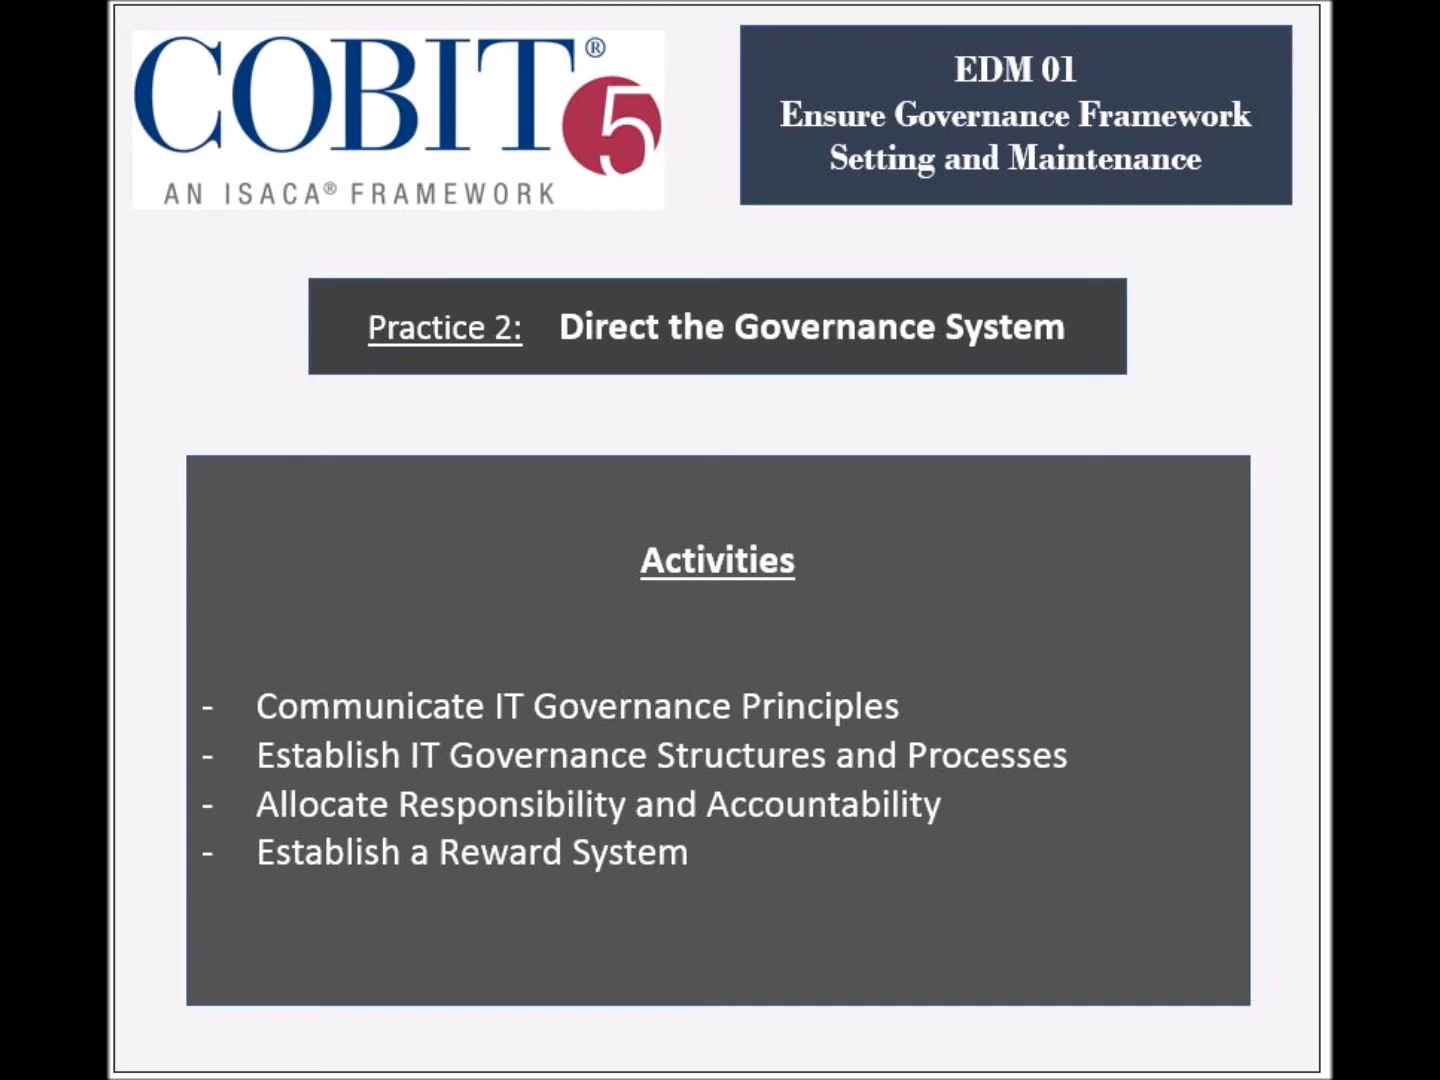 COBIT® 5
AN ISACA® FRAMEWORK
EDM 01
Ensure Governance Framework
Setting and Maintenance
Practice 2: Direct the Governance System
Activities
- Communicate IT Governance Principles
- Establish IT Governance Structures and Processes
- Allocate Responsibility and Accountability
- Establish a Reward System